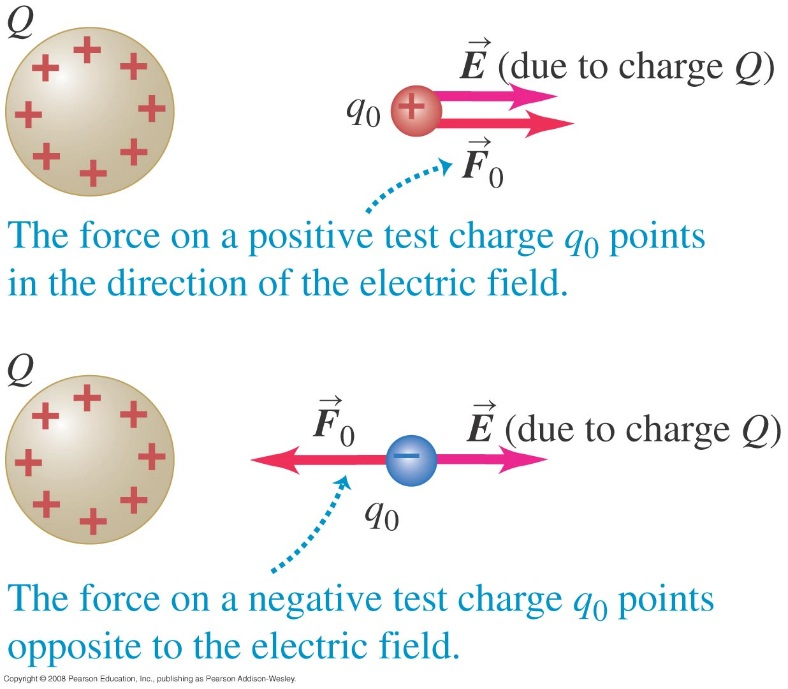 Q
E (due to charge Q)
q0
+
F0
The force on a positive test charge q0 points
in the direction of the electric field.
Q
F0
E (due to charge Q)
−
q0
The force on a negative test charge q0 points
opposite to the electric field.
Copyright © 2008 Pearson Education, Inc., publishing as Pearson Addison-Wesley.